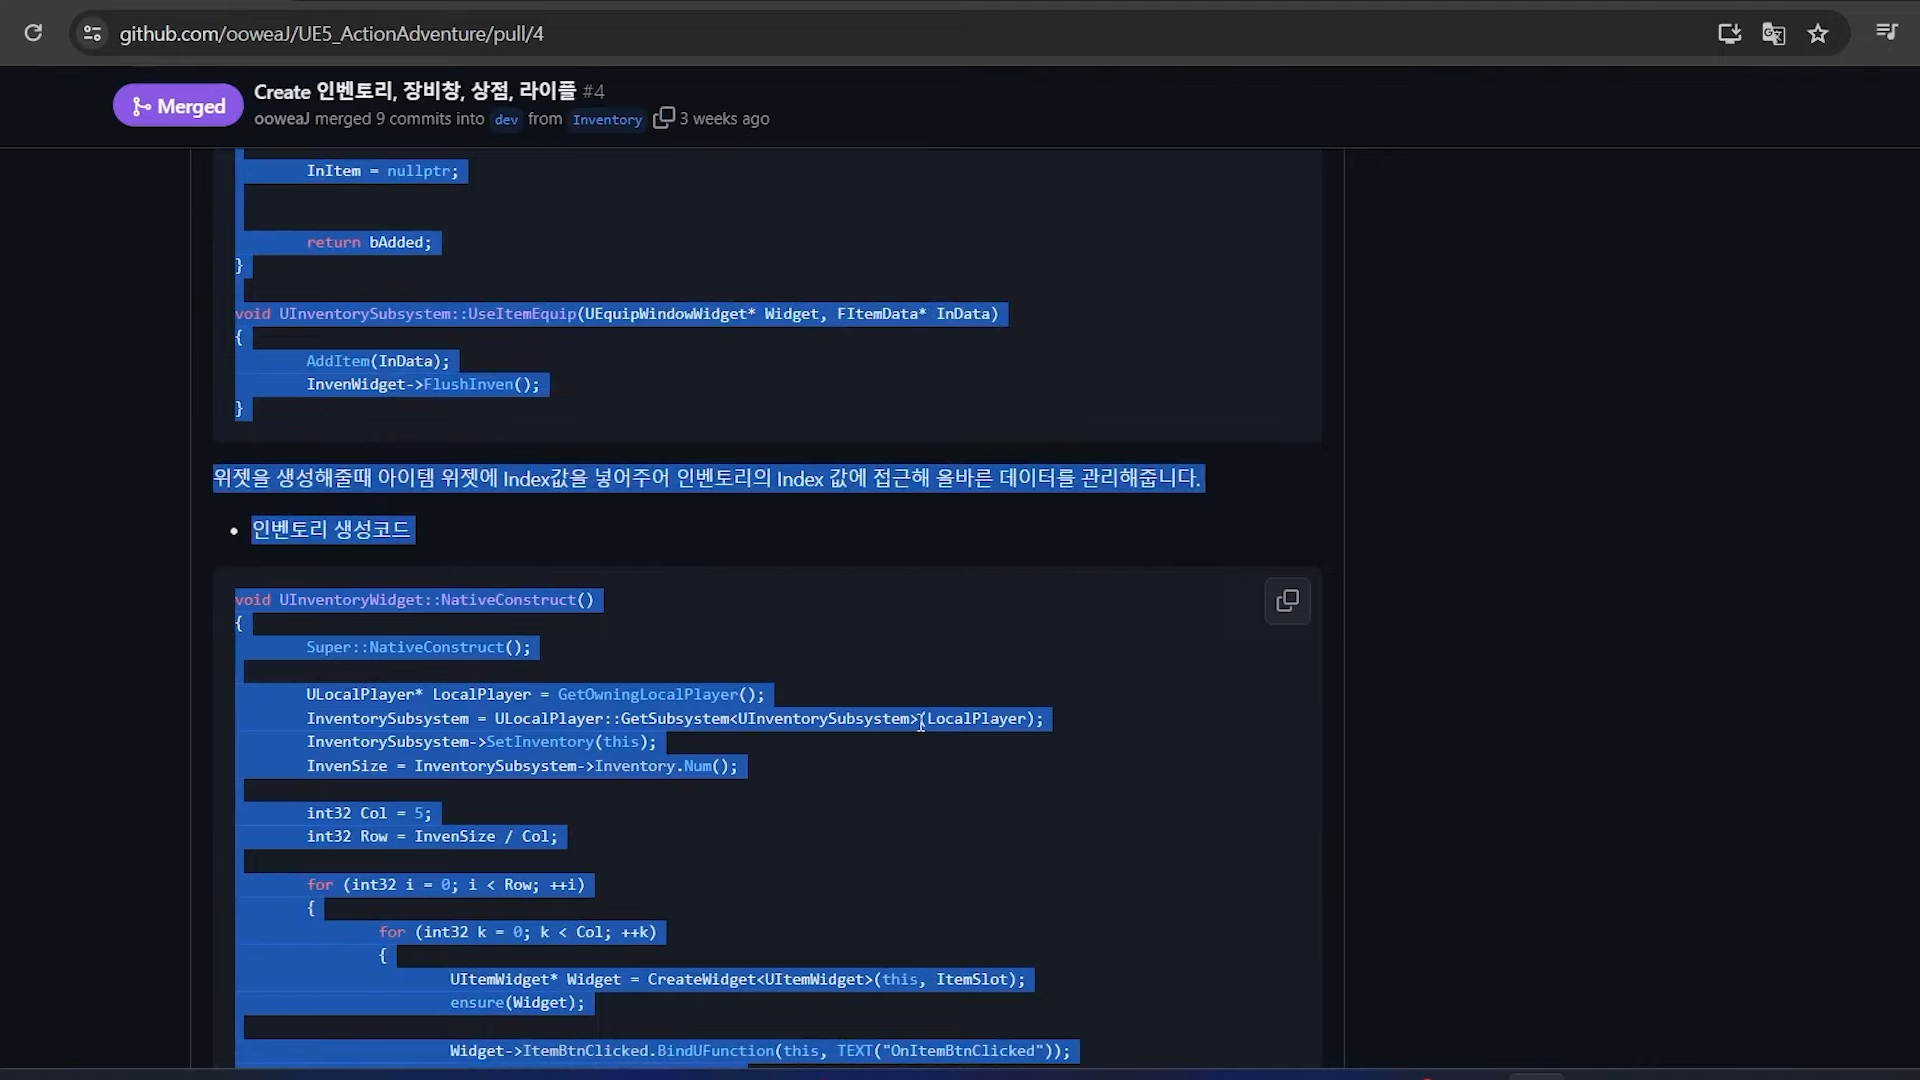 github.com/ooweaJ/UE5_ActionAdventure/pull/4
Merged
Create 인벤토리, 장비창, 상점, 라이플 #4
ooweaJ merged 9 commits into dev from Inventory 3 weeks ago
InItem = nullptr;
return bAdded;
}
void UInventorySubsystem::UseItemEquip(UEquipWindowWidget* Widget, FItemData* InData)
{
AddItem(InData);
InvenWidget->FlushInven();
}
위젯을 생성해줄때 아이템 위젯에 Index값을 넣어주어 인벤토리의 Index 값에 접근해 올바른 데이터를 관리해줍니다.
• 인벤토리 생성코드
void UInventoryWidget::NativeConstruct()
{
Super::NativeConstruct();
ULocalPlayer* LocalPlayer = GetOwningLocalPlayer();
InventorySubsystem = ULocalPlayer::GetSubsystem<UInventorySubsystem>(LocalPlayer);
InventorySubsystem->SetInventory(this);
InvenSize = InventorySubsystem->Inventory.Num();
int32 Col = 5;
int32 Row = InvenSize / Col;
for (int32 i = 0; i < Row; ++i)
{
for (int32 k = 0; k < Col; ++k)
{
UItemWidget* Widget = CreateWidget<UItemWidget>(this, ItemSlot);
ensure(Widget);
Widget->ItemBtnClicked.BindUFunction(this, TEXT("OnItemBtnClicked"));